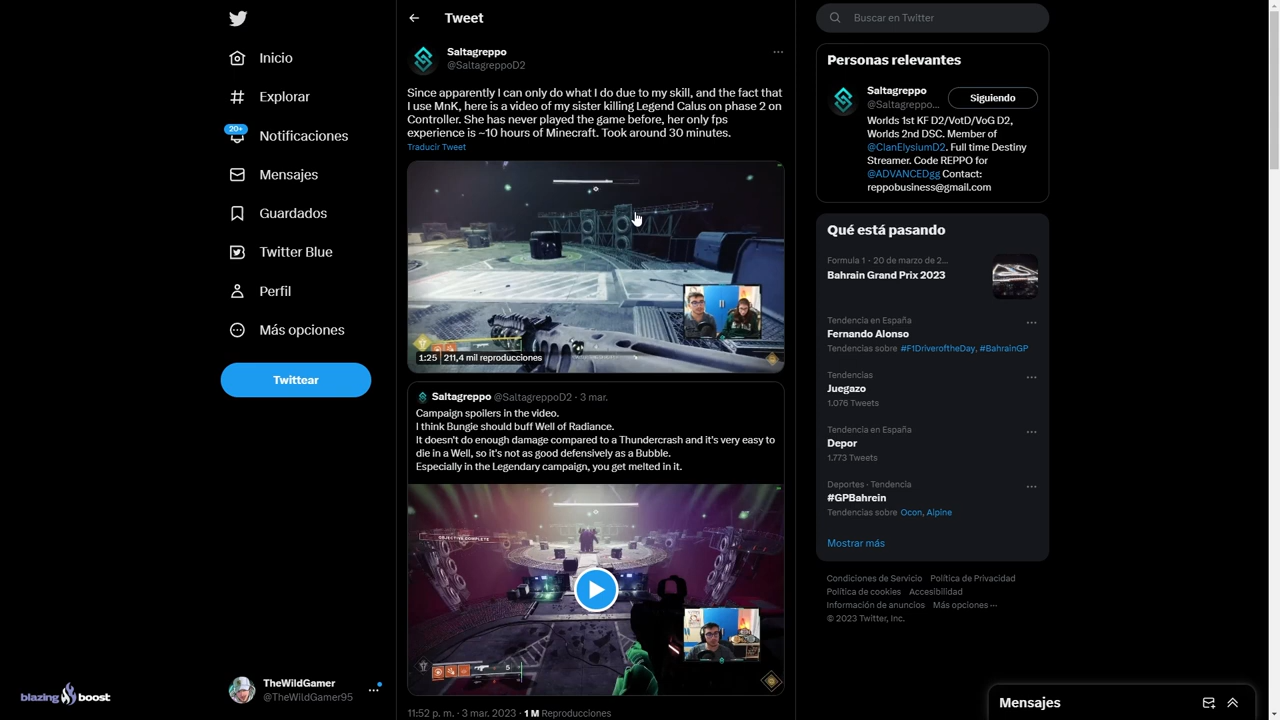 Inicio
Explorar
20+
Notificaciones
Mensajes
Guardados
Twitter Blue
Perfil
Más opciones
Twittear
TheWildGamer
@TheWildGamer95
blazing boost
Tweet
Saltagreppo
@SaltagreppoD2
Since apparently I can only do what I do due to my skill, and the fact that
I use MnK, here is a video of my sister killing Legend Calus on phase 2 on
Controller. She has never played the game before, her only fps
experience is ~10 hours of Minecraft. Took around 30 minutes.
Traducir Tweet
1:25 211,4 mil reproducciones
Saltagreppo @SaltagreppoD2 · 3 mar.
Campaign spoilers in the video.
I think Bungie should buff Well of Radiance.
It doesn't do enough damage compared to a Thundercrash and it's very easy to
die in a Well, so it's not as good defensively as a Bubble.
Especially in the Legendary campaign, you get melted in it.
OBJECTIVE COMPLETE
5
11:52 p. m. · 3 mar. 2023 · 1 M Reproducciones
Buscar en Twitter
Personas relevantes
Saltagreppo
@Saltagreppo...
Siguiendo
Worlds 1st KF D2/VotD/VoG D2,
Worlds 2nd DSC. Member of
@ClanElysiumD2. Full time Destiny
Streamer. Code REPPO for
@ADVANCEDgg Contact:
reppobusiness@gmail.com
Qué está pasando
Formula 1 · 20 de marzo de 2...
Bahrain Grand Prix 2023
Tendencia en España
Fernando Alonso
Tendencias sobre #F1DriveroftheDay, #BahrainGP
Tendencias
Juegazo
1.076 Tweets
Tendencia en España
Depor
1.773 Tweets
Deportes · Tendencia
#GPBahrein
Tendencias sobre Ocon, Alpine
Mostrar más
Condiciones de Servicio Política de Privacidad
Política de cookies Accesibilidad
Información de anuncios Más opciones ···
© 2023 Twitter, Inc.
Mensajes